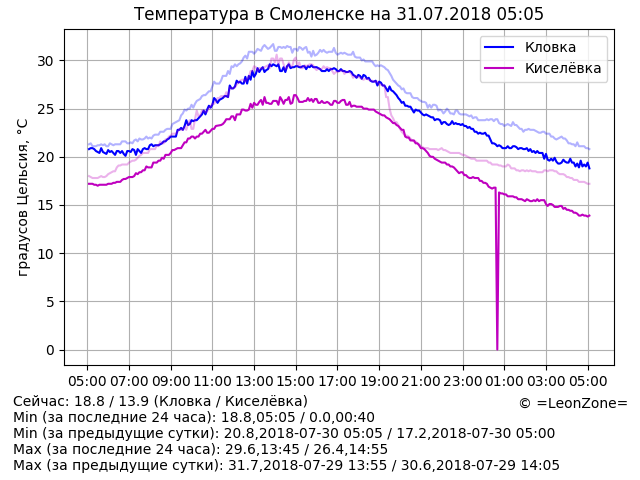 Температура в Смоленске на 31.07.2018 05:05
Кловка
Киселёвка
градусов Цельсия, °C
30
25
20
15
10
5
0
05:00 07:00 09:00 11:00 13:00 15:00 17:00 19:00 21:00 23:00 01:00 03:00 05:00
Сейчас: 18.8 / 13.9 (Кловка / Киселёвка)
© =LeonZone=
Min (за последние 24 часа): 18.8,05:05 / 0.0,00:40
Min (за предыдущие сутки): 20.8,2018-07-30 05:05 / 17.2,2018-07-30 05:00
Max (за последние 24 часа): 29.6,13:45 / 26.4,14:55
Max (за предыдущие сутки): 31.7,2018-07-29 13:55 / 30.6,2018-07-29 14:05